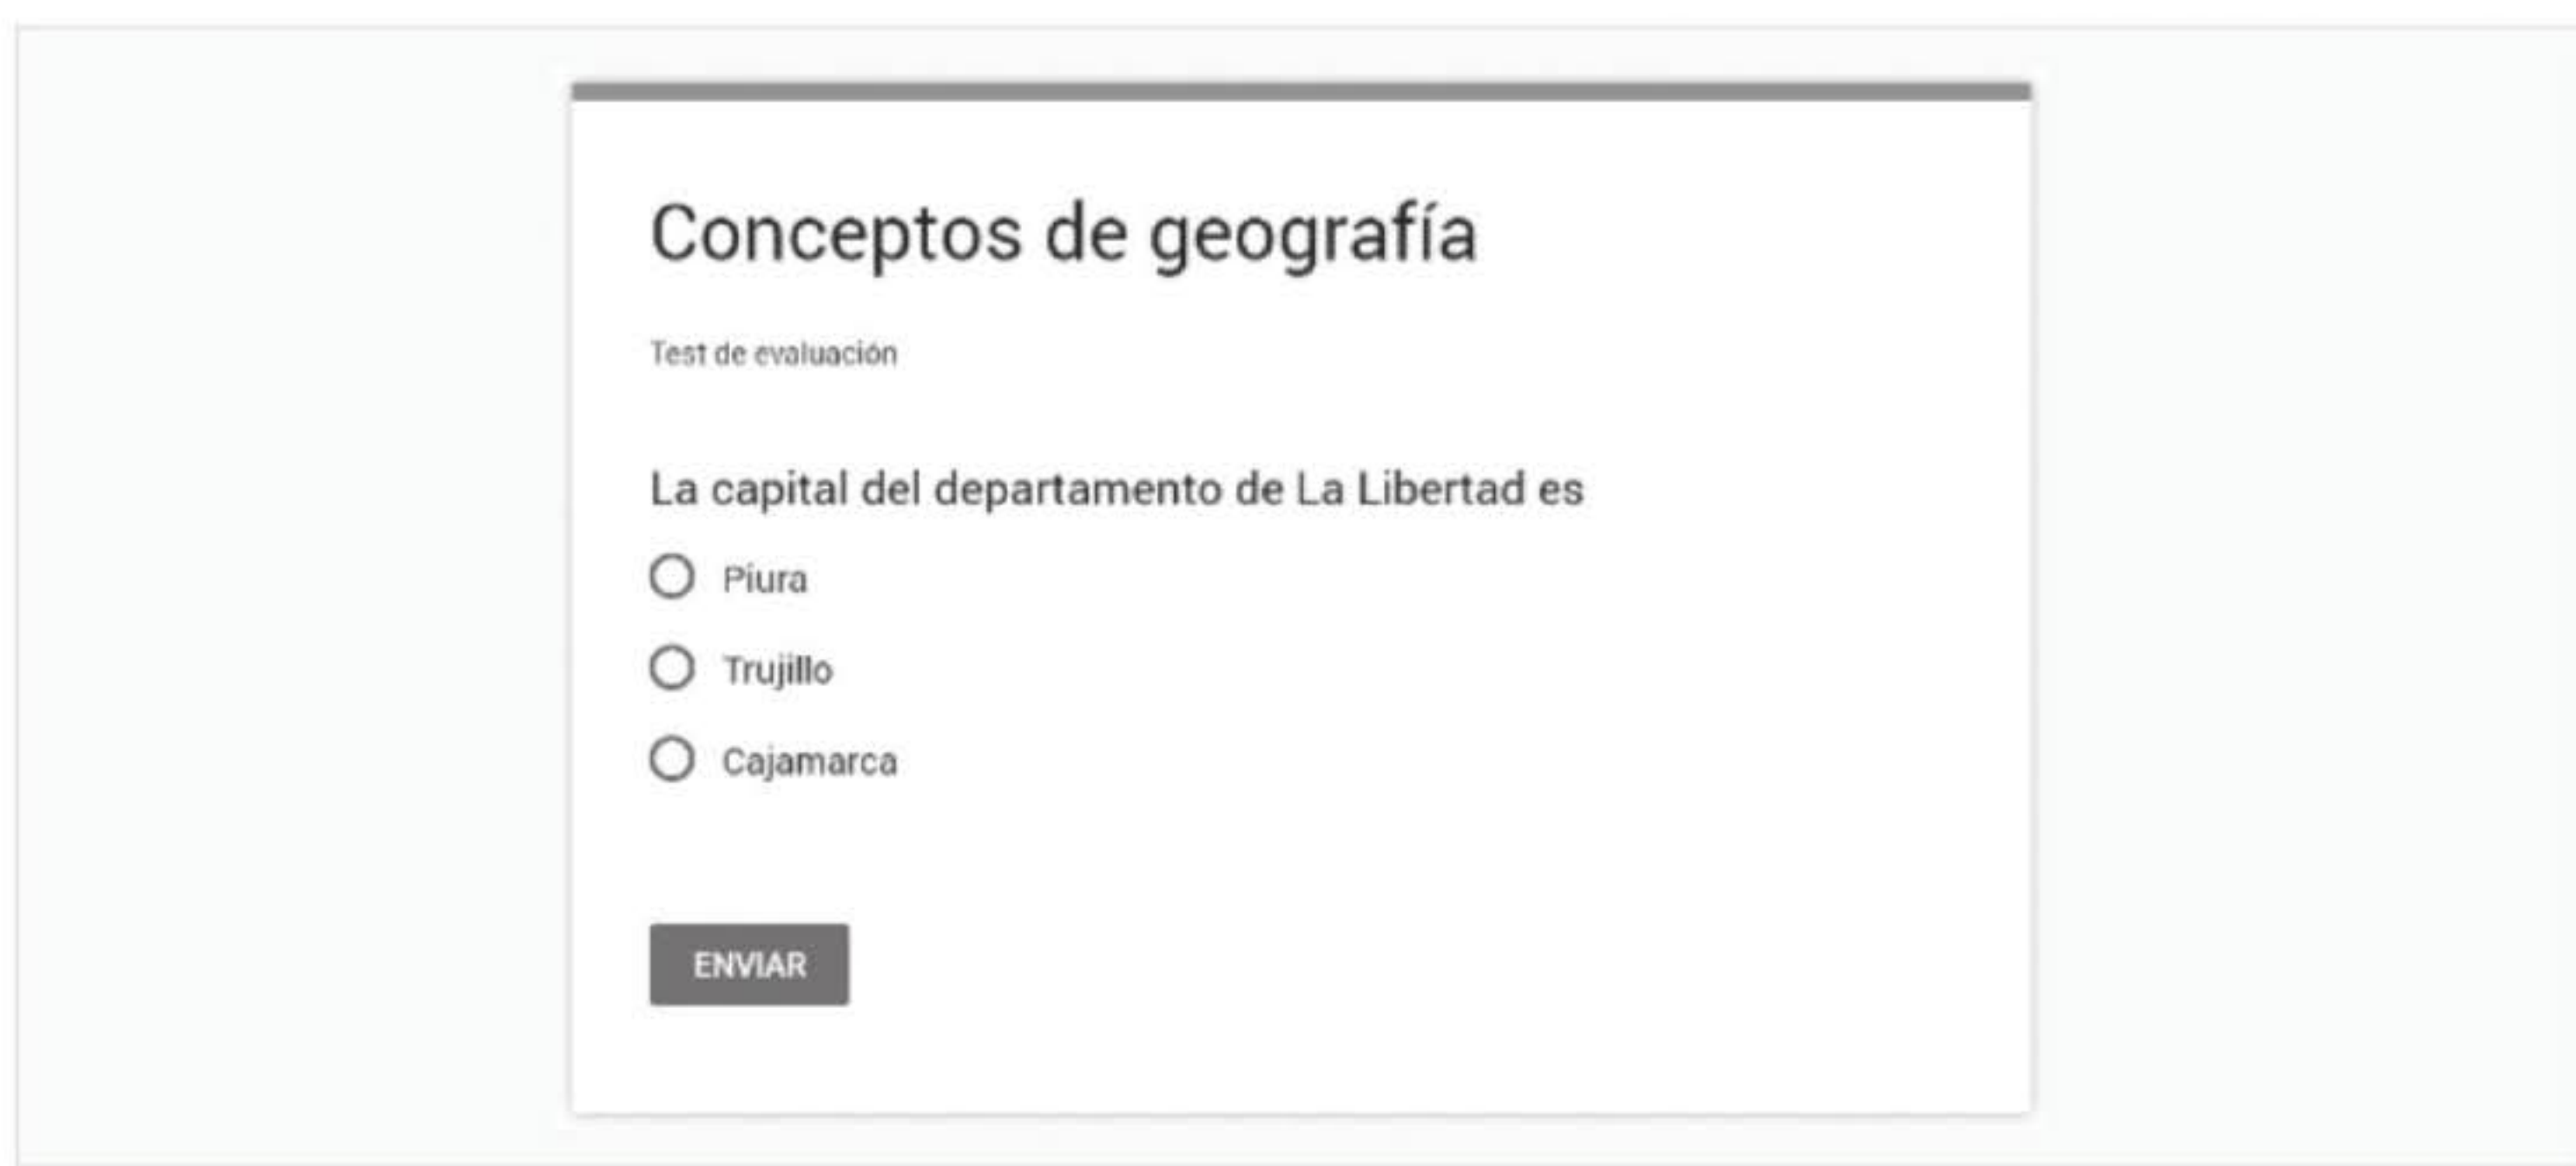 Conceptos de geografía
Test de evaluación
La capital del departamento de La Libertad es
Piura
Trujillo
Cajamarca
ENVIAR